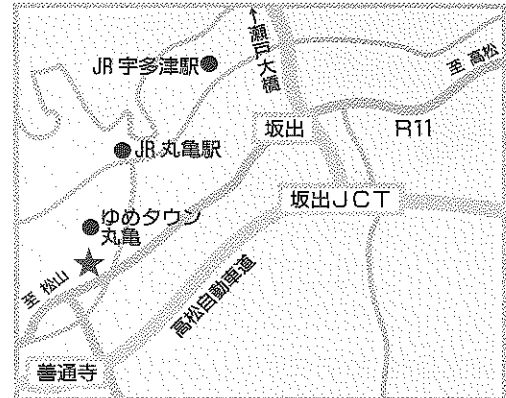 ↑瀬戸大橋
JR 宇多津駅
至 高松
坂出
R11
JR 丸亀駅
坂出JCT
ゆめタウン
丸亀
至 松山
高松自動車道
善通寺